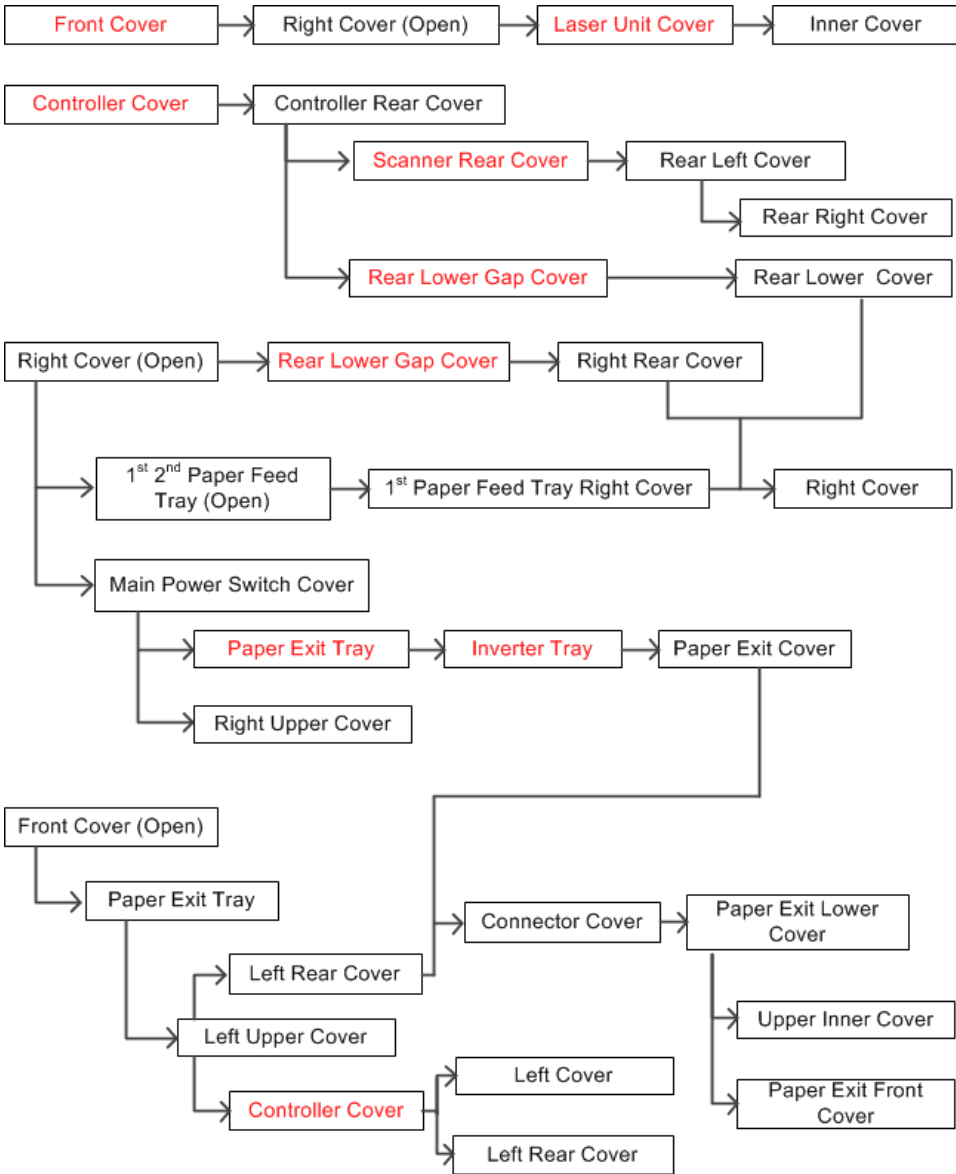 Front Cover
Right Cover (Open)
Laser Unit Cover
Inner Cover
Controller Cover
Controller Rear Cover
Scanner Rear Cover
Rear Left Cover
Rear Right Cover
Rear Lower Gap Cover
Rear Lower Cover
Right Cover (Open)
Rear Lower Gap Cover
Right Rear Cover
1st 2nd Paper Feed
Tray (Open)
1st Paper Feed Tray Right Cover
Right Cover
Main Power Switch Cover
Paper Exit Tray
Inverter Tray
Paper Exit Cover
Right Upper Cover
Front Cover (Open)
Paper Exit Tray
Connector Cover
Paper Exit Lower
Cover
Left Rear Cover
Left Upper Cover
Upper Inner Cover
Left Cover
Controller Cover
Paper Exit Front
Cover
Left Rear Cover